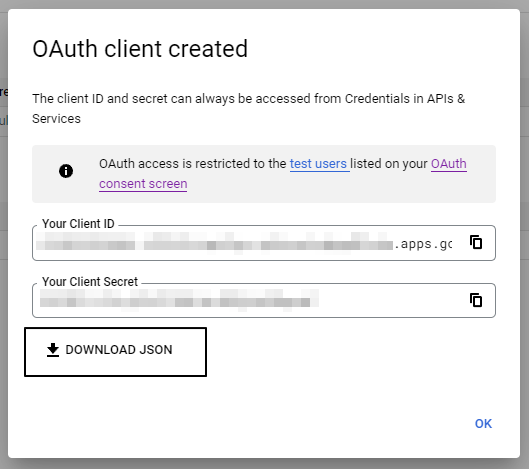 OAuth client created
The client ID and secret can always be accessed from Credentials in APIs &
Services
OAuth access is restricted to the test users listed on your OAuth
consent screen
Your Client ID
.apps.gc
Your Client Secret
DOWNLOAD JSON
OK